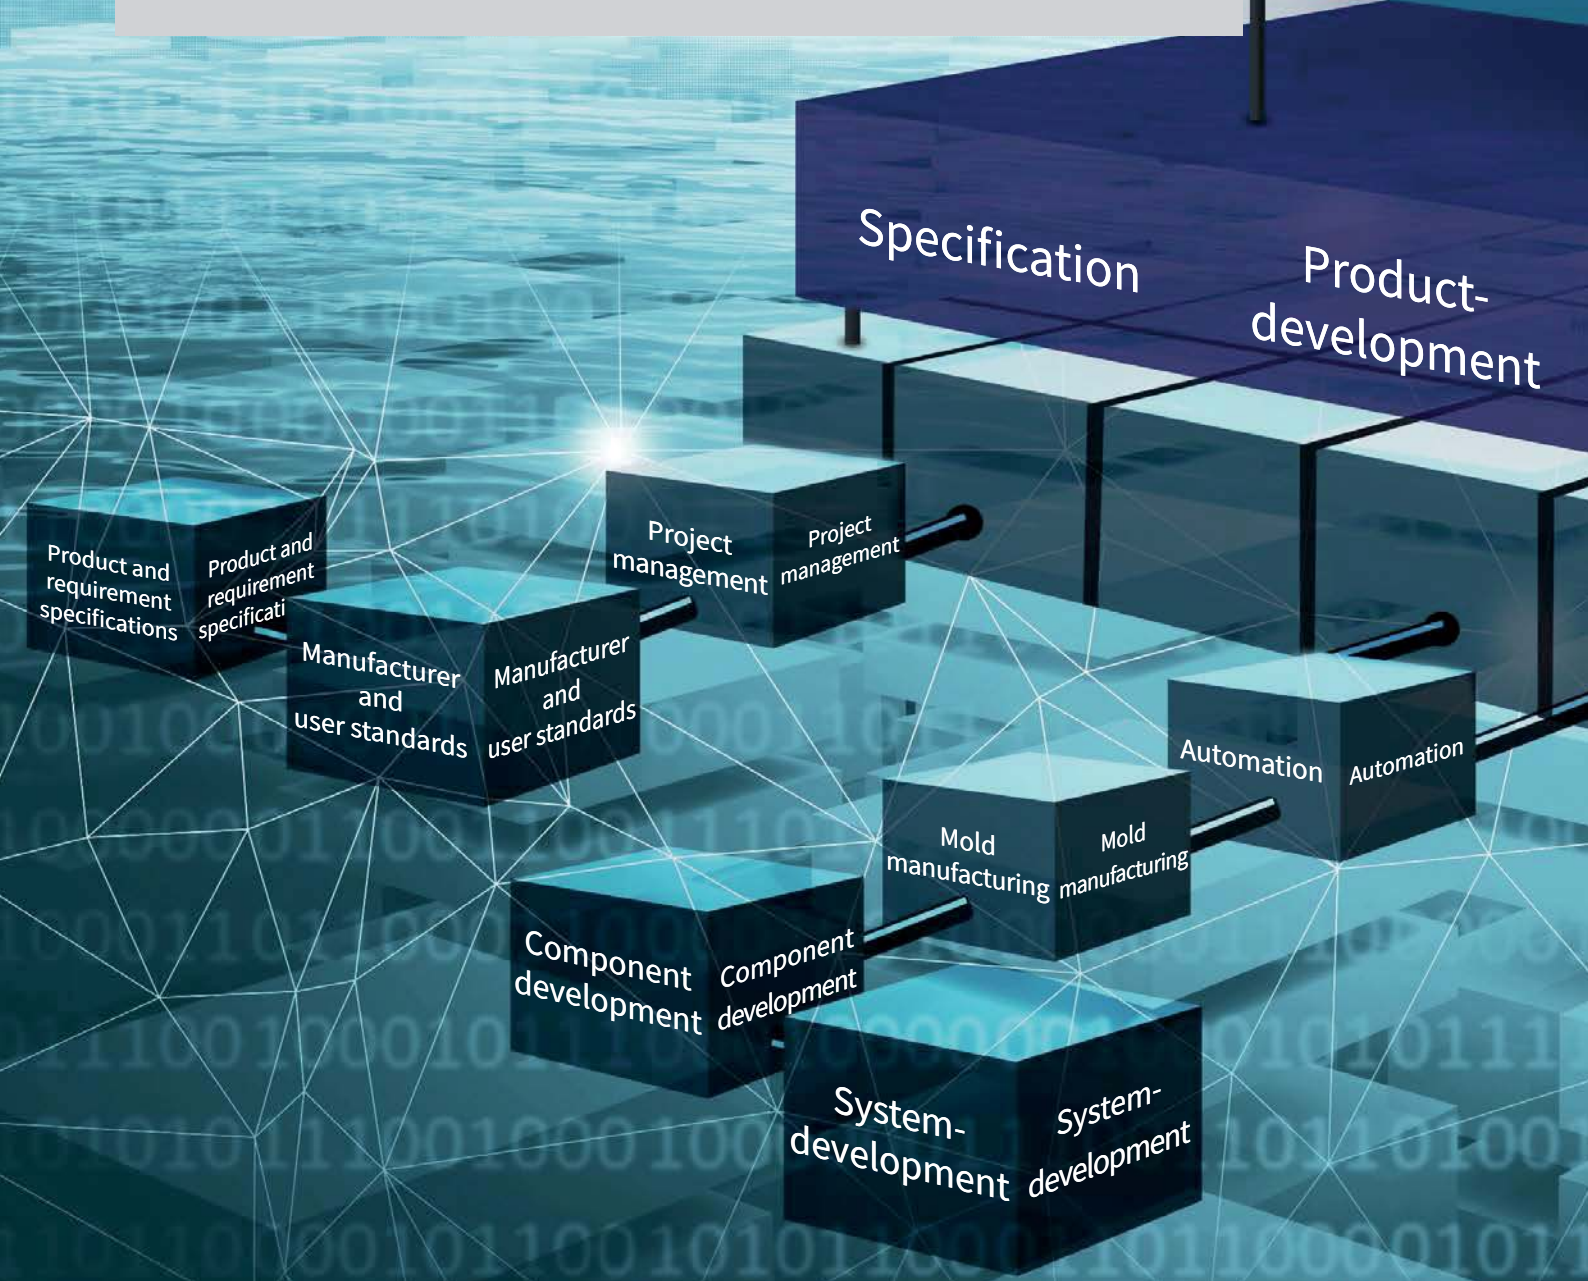 Specification
Product-
development
Project
management
Project
management
Product and
requirement
specifications
Product and
requirement
specificati
Manufacturer
and
user standards
Manufacturer
and
user standards
Automation
Automation
Mold
manufacturing
Mold
manufacturing
Component
development
Component
development
System-
development
System-
development